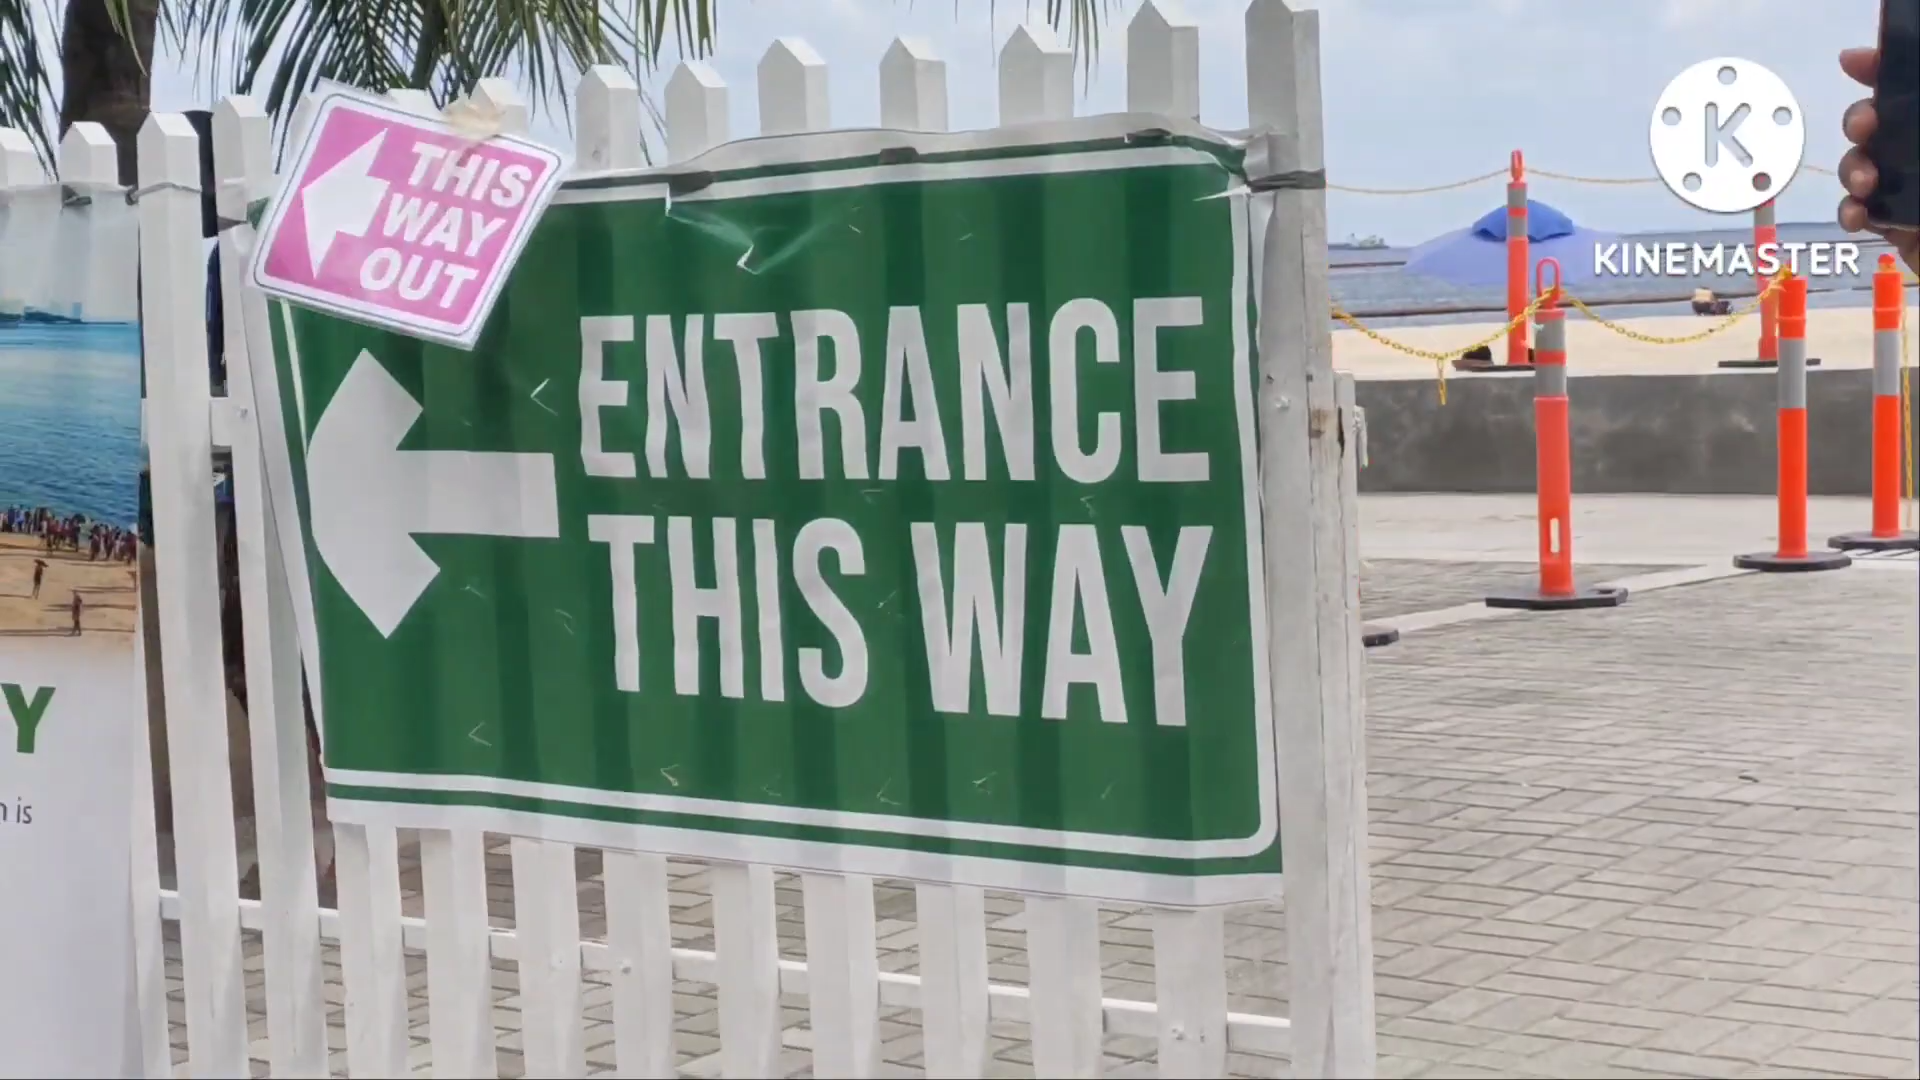 THIS
WAY
OUT
ENTRANCE
THIS WAY
K
KINEMASTER
Y
is